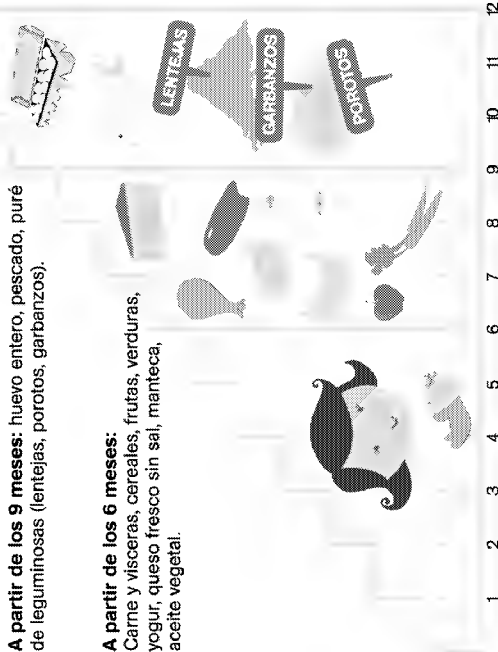 A partir de los 9 meses: huevo entero, pescado, puré
de leguminosas (lentejas, porotos, garbanzos).
A partir de los 6 meses:
Carne y vísceras, cereales, frutas, verduras,
yogur, queso fresco sin sal, manteca,
aceite vegetal.
LENTEJAS
GARBANZOS
POROTOS
1 2 3 4 5 6 7 8 9 10 11 12